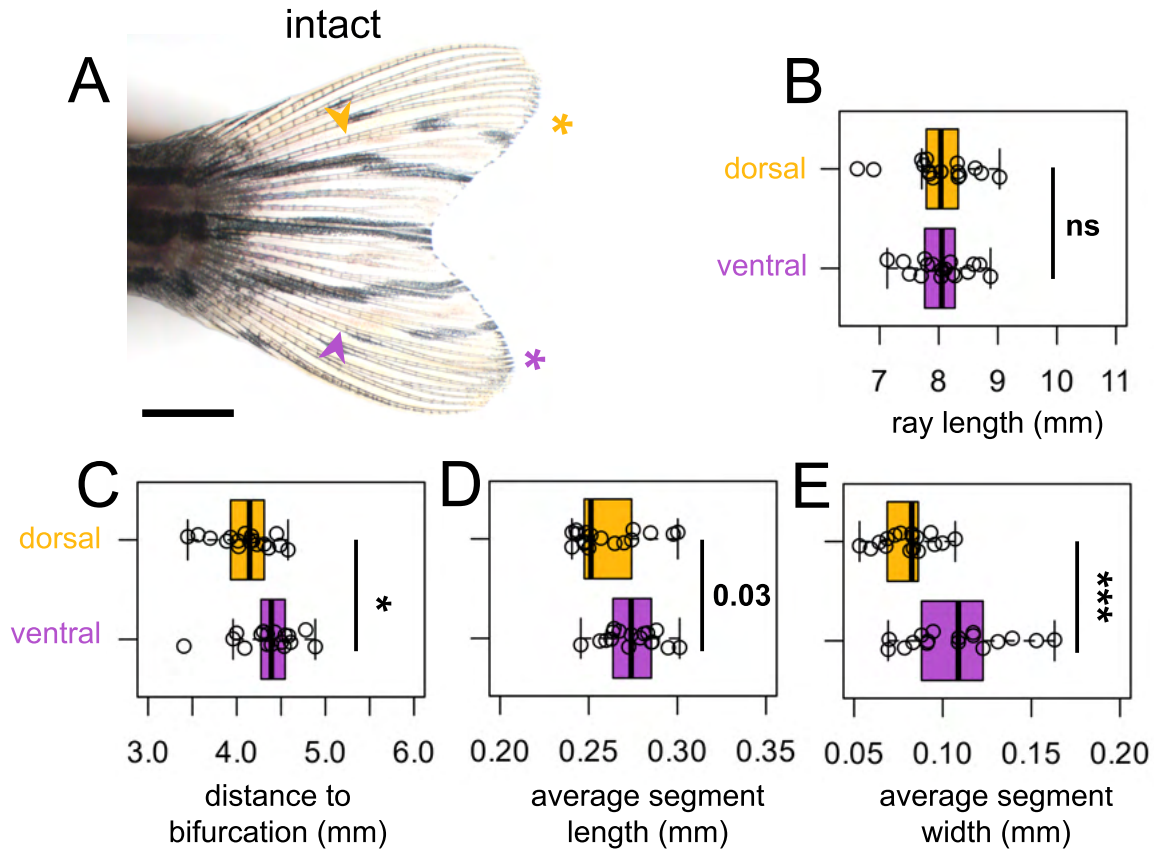 intact
A
*
*
B
dorsal
ventral
ns
7 8 9 10 11
ray length (mm)
C
dorsal
ventral
*
3.0 4.0 5.0 6.0
distance to
bifurcation (mm)
D
0.03
0.20 0.25 0.30 0.35
average segment
length (mm)
E
***
0.05 0.10 0.15 0.20
average segment
width (mm)